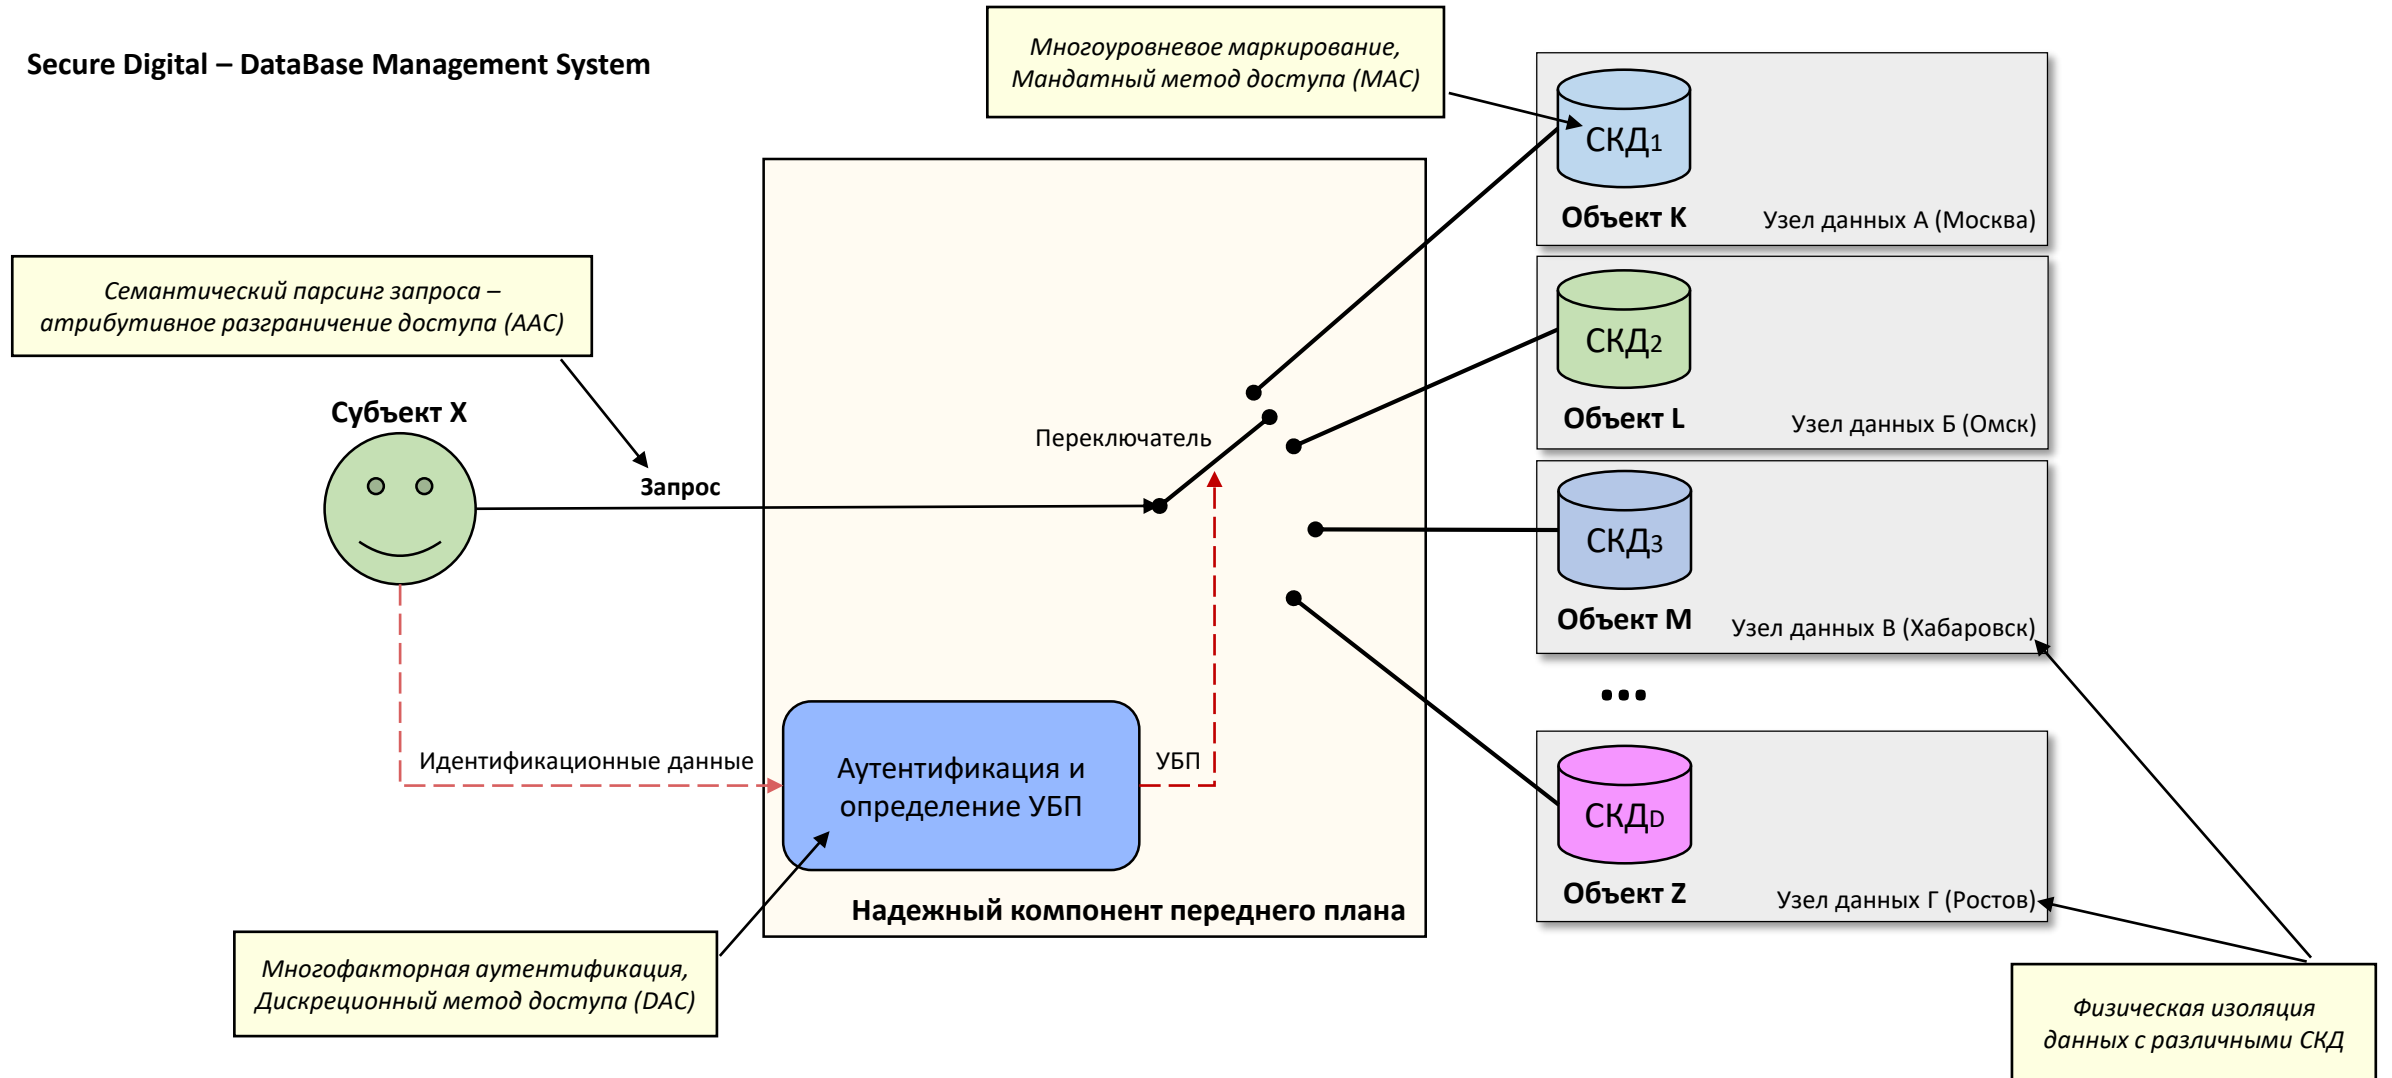 Secure Digital – DataBase Management System
Многоуровневое маркирование,
Мандатный метод доступа (MAC)
СКД1
Объект K
Узел данных А (Москва)
Семантический парсинг запроса –
атрибутивное разграничение доступа (AAC)
СКД2
Объект L
Узел данных Б (Омск)
Субъект X
Переключатель
Запрос
СКД3
Объект M
Узел данных В (Хабаровск)
...
Идентификационные данные
Аутентификация и
определение УБП
УБП
СКДD
Объект Z
Узел данных Г (Ростов)
Надежный компонент переднего плана
Многофакторная аутентификация,
Дискреционный метод доступа (DAC)
Физическая изоляция
данных с различными СКД